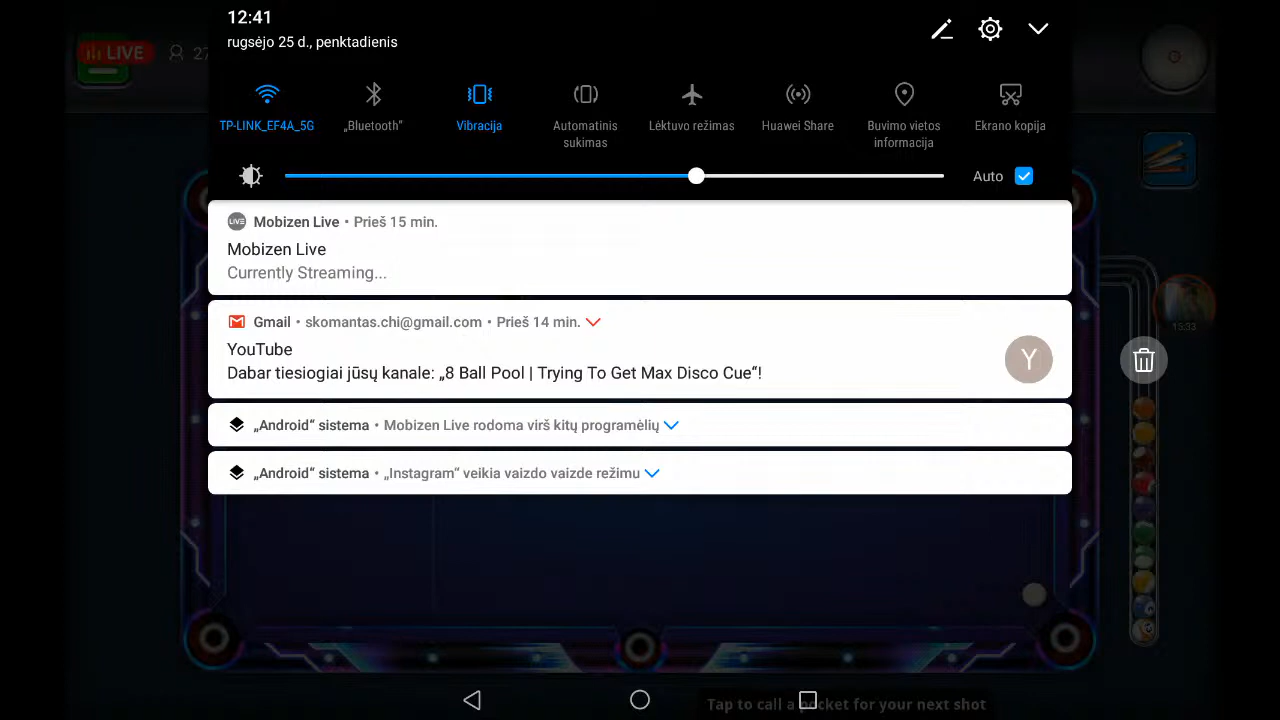 12:41
rugsėjo 25 d., penktadienis
LIVE
27
TP-LINK_EF4A_5G
„Bluetooth“
Vibracija
Automatinis sukimas
Lėktuvo režimas
Huawei Share
Buvimo vietos informacija
Ekrano kopija
Auto
LIVE Mobizen Live • Prieš 15 min.
Mobizen Live
Currently Streaming...
Gmail • skomantas.chi@gmail.com • Prieš 14 min.
YouTube
Dabar tiesiogiai jūsų kanale: „8 Ball Pool | Trying To Get Max Disco Cue“!
Y
15:33
„Android“ sistema • Mobizen Live rodoma virš kitų programėlių
„Android“ sistema • „Instagram“ veikia vaizdo vaizde režimu
Tap to call a pocket for your next shot